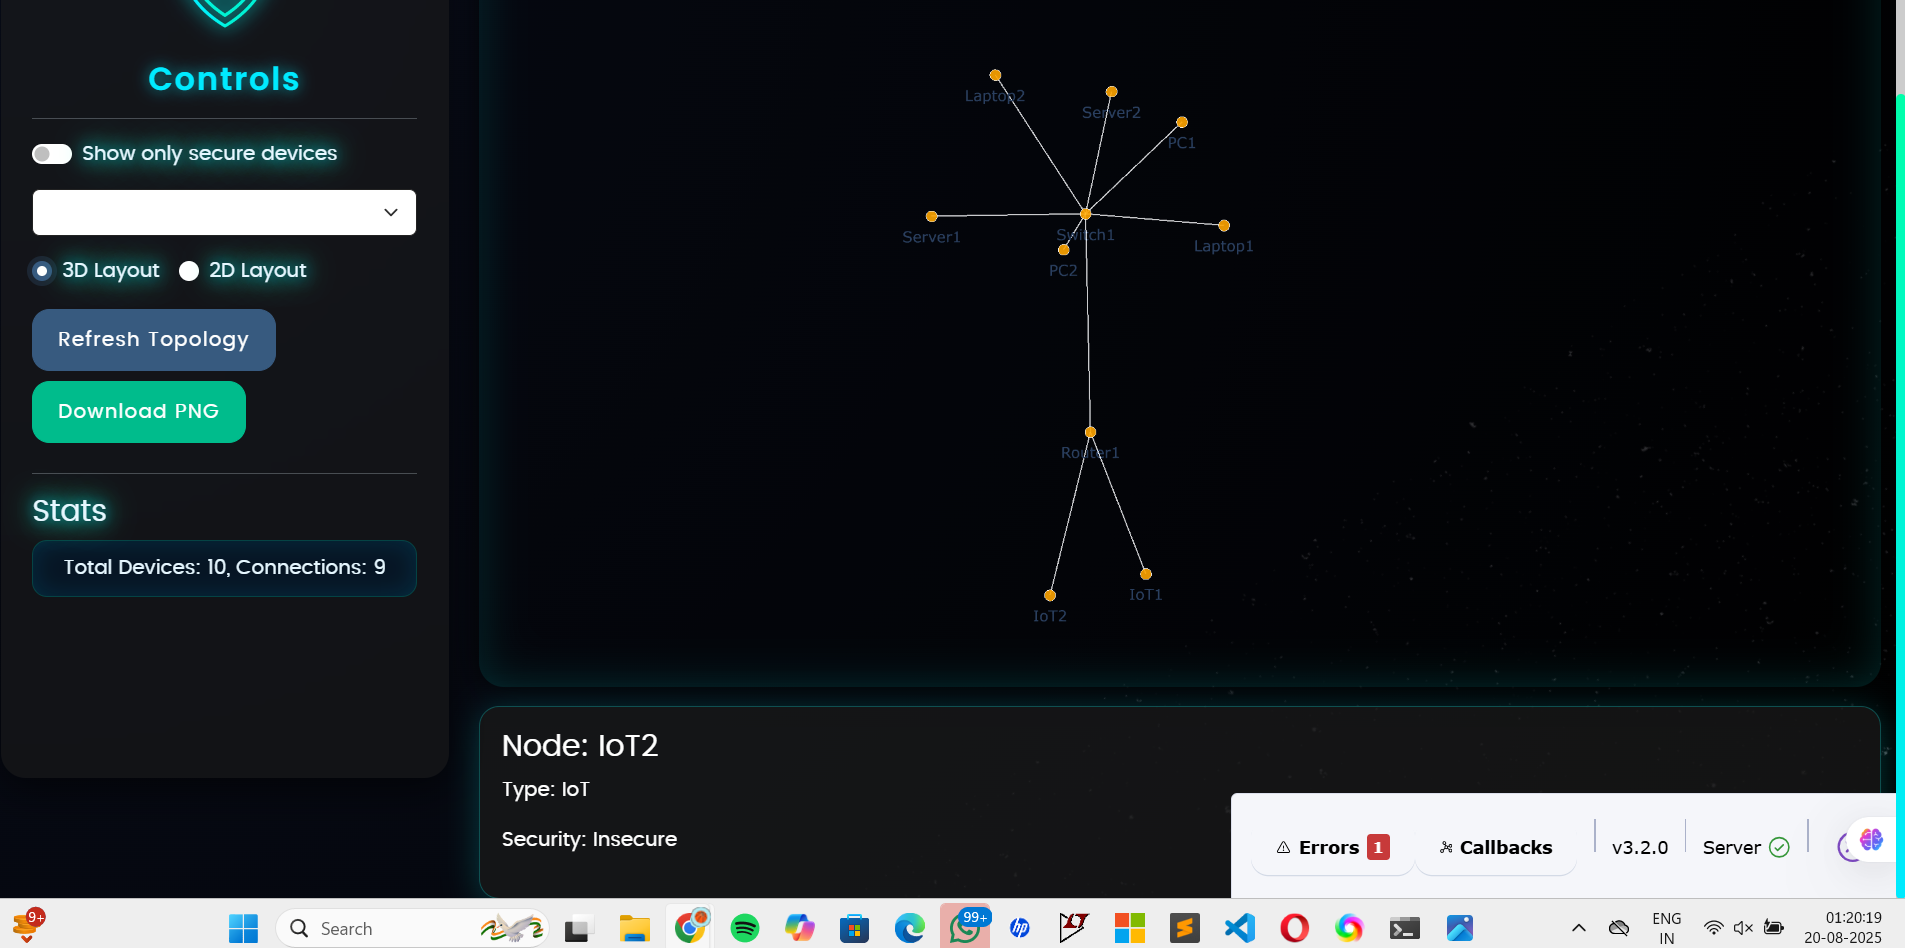 Controls
Show only secure devices
3D Layout
2D Layout
Refresh Topology
Download PNG
Stats
Total Devices: 10, Connections: 9
Laptop2
Server2
PC1
Server1
Switch1
Laptop1
PC2
Router1
IoT1
IoT2
Node: IoT2
Type: IoT
Security: Insecure
Errors 1
Callbacks
v3.2.0
Server
9+
Search
99+
hp
ENG
IN
01:20:19
20-08-2025